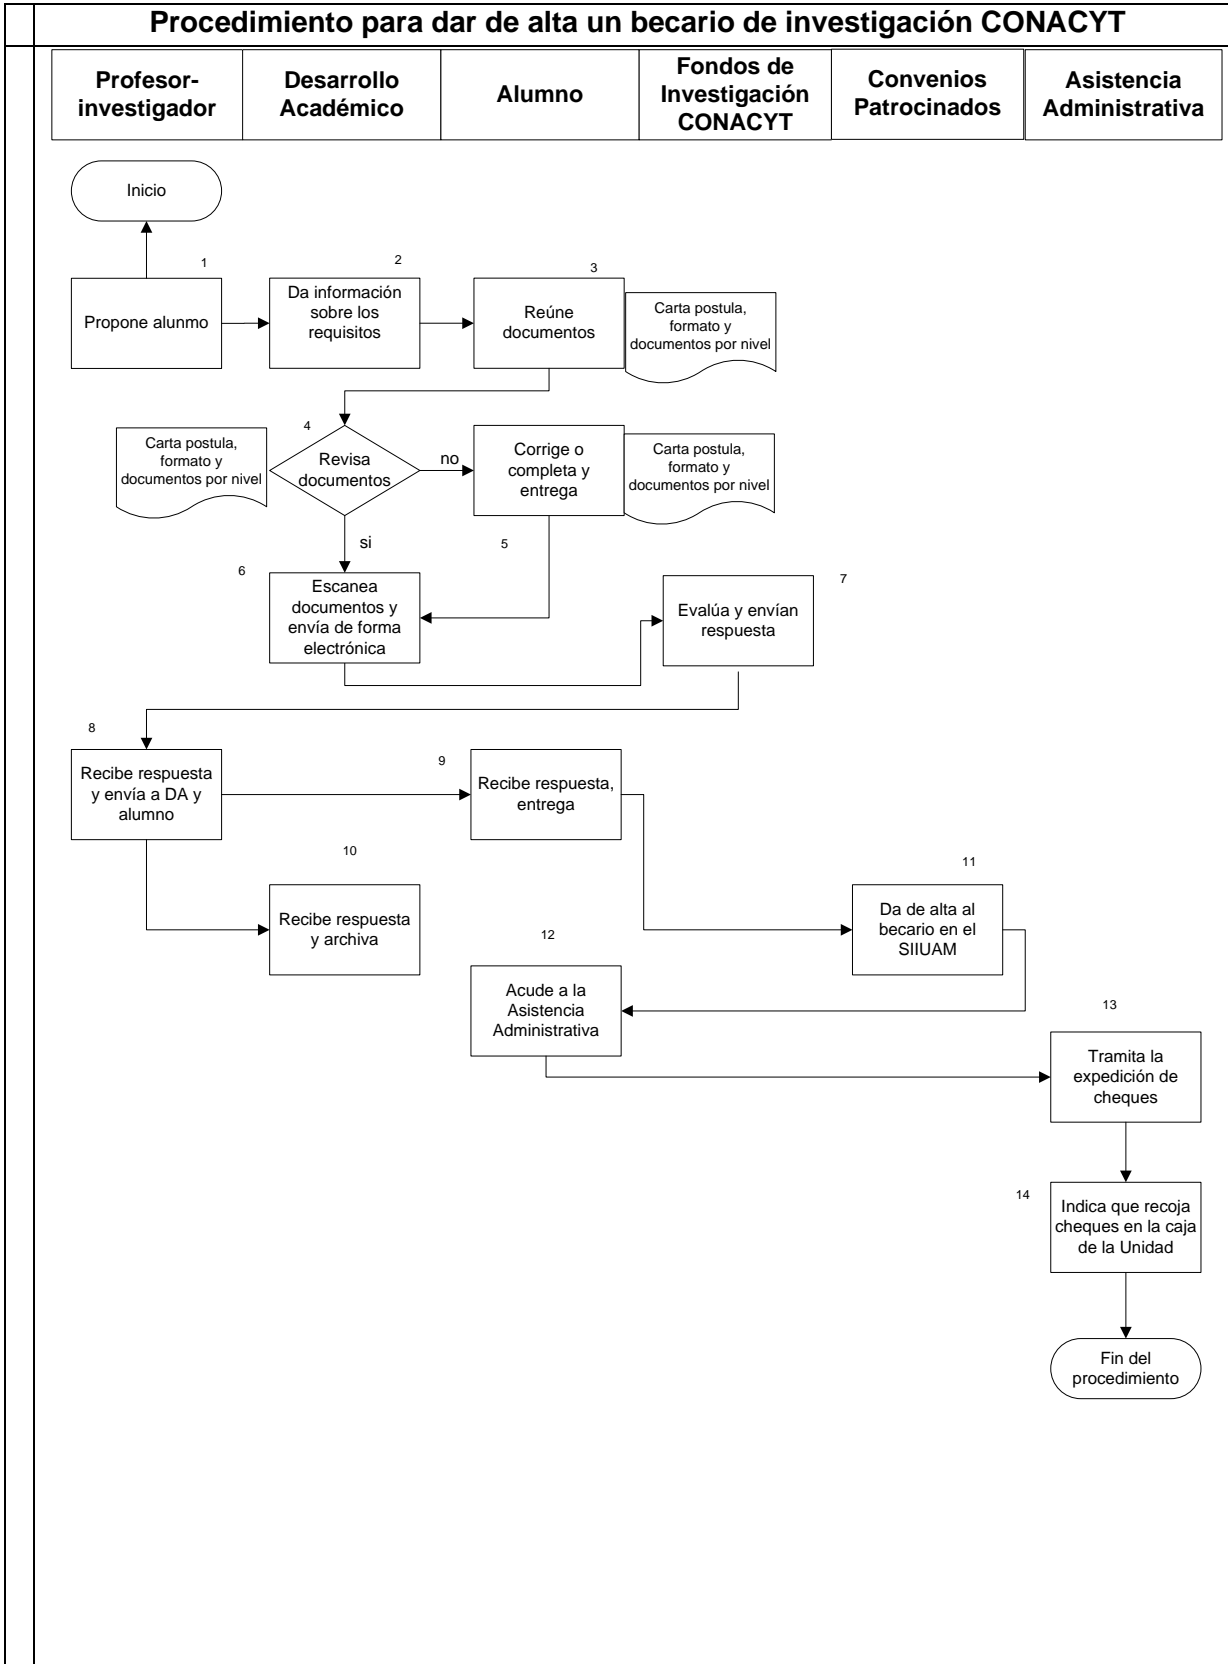 Procedimiento para dar de alta un becario de investigación CONACYT
Profesor-
investigador
Desarrollo
Académico
Alumno
Fondos de
Investigación
CONACYT
Convenios
Patrocinados
Asistencia
Administrativa
Inicio
1
Propone alunmo
2
Da información
sobre los
requisitos
3
Reúne
documentos
Carta postula,
formato y
documentos por nivel
Carta postula,
formato y
documentos por nivel
4
Revisa
documentos
no
Corrige o
completa y
entrega
Carta postula,
formato y
documentos por nivel
si
5
6
Escanea
documentos y
envía de forma
electrónica
7
Evalúa y envían
respuesta
8
Recibe respuesta
y envía a DA y
alumno
9
Recibe respuesta,
entrega
10
Recibe respuesta
y archiva
11
Da de alta al
becario en el
SIIUAM
12
Acude a la
Asistencia
Administrativa
13
Tramita la
expedición de
cheques
14
Indica que recoja
cheques en la caja
de la Unidad
Fin del
procedimiento